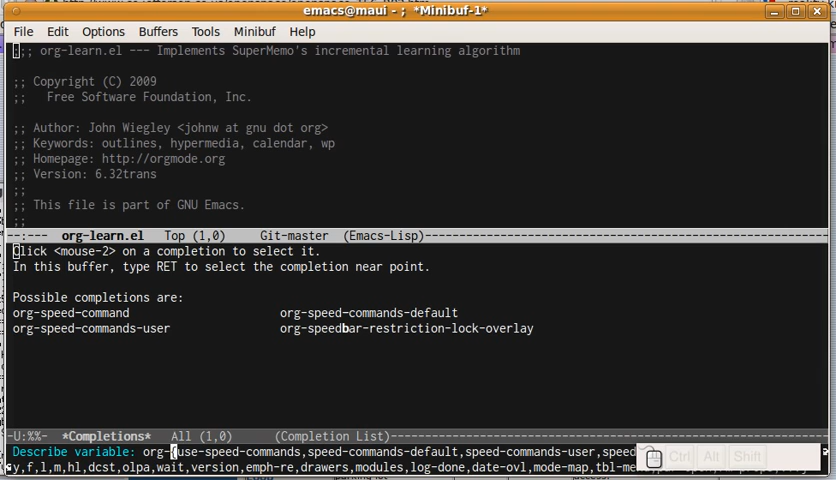 emacs@maui - ; *Minibuf-1*
File Edit Options Buffers Tools Minibuf Help
;;; org-learn.el --- Implements SuperMemo's incremental learning algorithm
;; Copyright (C) 2009
;; Free Software Foundation, Inc.
;; Author: John Wiegley <johnw at gnu dot org>
;; Keywords: outlines, hypermedia, calendar, wp
;; Homepage: http://orgmode.org
;; Version: 6.32trans
;;
;; This file is part of GNU Emacs.
;;
--:--- org-learn.el Top (1,0) Git-master (Emacs-Lisp)
Click <mouse-2> on a completion to select it.
In this buffer, type RET to select the completion near point.
Possible completions are:
org-speed-command org-speed-commands-default
org-speed-commands-user org-speedbar-restriction-lock-overlay
-U:%%- *Completions* All (1,0) (Completion List)
Describe variable: org-{use-speed-commands,speed-commands-default,speed-commands-user,speed
Ctrl Alt Shift
y,f,l,m,hl,dcst,olpa,wait,version,emph-re,drawers,modules,log-done,date-ovl,mode-map,